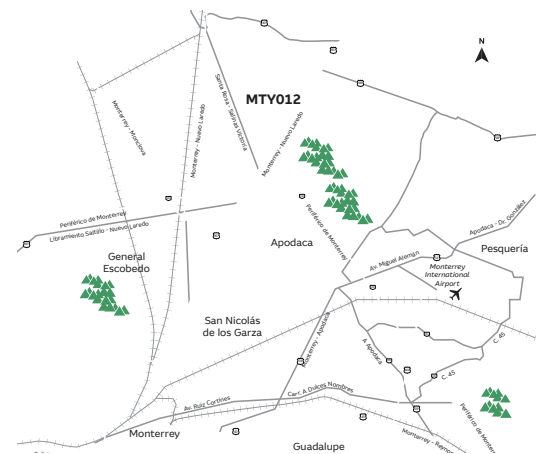 N
MTY012
Santa Rosa - Salinas Victoria
Monterrey - Monclova
Monterrey - Nuevo Laredo
Monterrey - Nuevo Laredo
Periférico de Monterrey
Libramiento Saltillo - Nuevo Laredo
Periférico de Monterrey
Apodaca - Dr. González
Apodaca
Pesquería
General
Escobedo
Av. Miguel Aleman
Monterrey
International
Airport
San Nicolás
de los Garza
Monterrey - Apodaca
A Apodaca
C. 45
C. 45
Carr. A Dulces Nombres
Av. Ruiz Cortines
Monterrey
Guadalupe
Monterrey - Reyno
Periférico de Monte